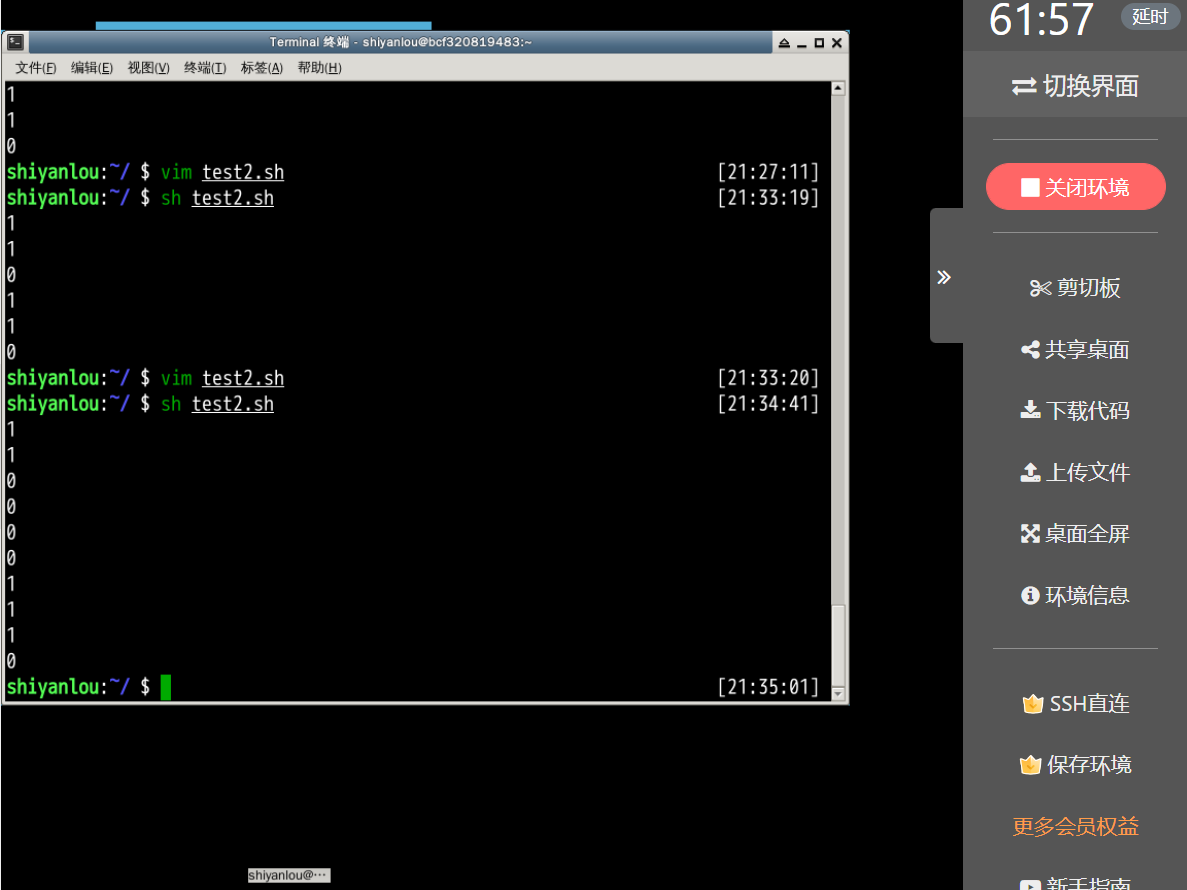 Terminal 终端 - shiyanlou@bcf320819483:~
文件(F) 编辑(E) 视图(V) 终端(T) 标签(A) 帮助(H)
1
1
0
shiyanlou:~/ $ vim test2.sh [21:27:11]
shiyanlou:~/ $ sh test2.sh [21:33:19]
1
1
0
1
1
0
shiyanlou:~/ $ vim test2.sh [21:33:20]
shiyanlou:~/ $ sh test2.sh [21:34:41]
1
1
0
0
0
0
1
1
1
0
shiyanlou:~/ $ [21:35:01]
shiyanlou@···
61:57 延时
切换界面
关闭环境
剪切板
共享桌面
下载代码
上传文件
桌面全屏
环境信息
SSH直连
保存环境
更多会员权益
新手指南